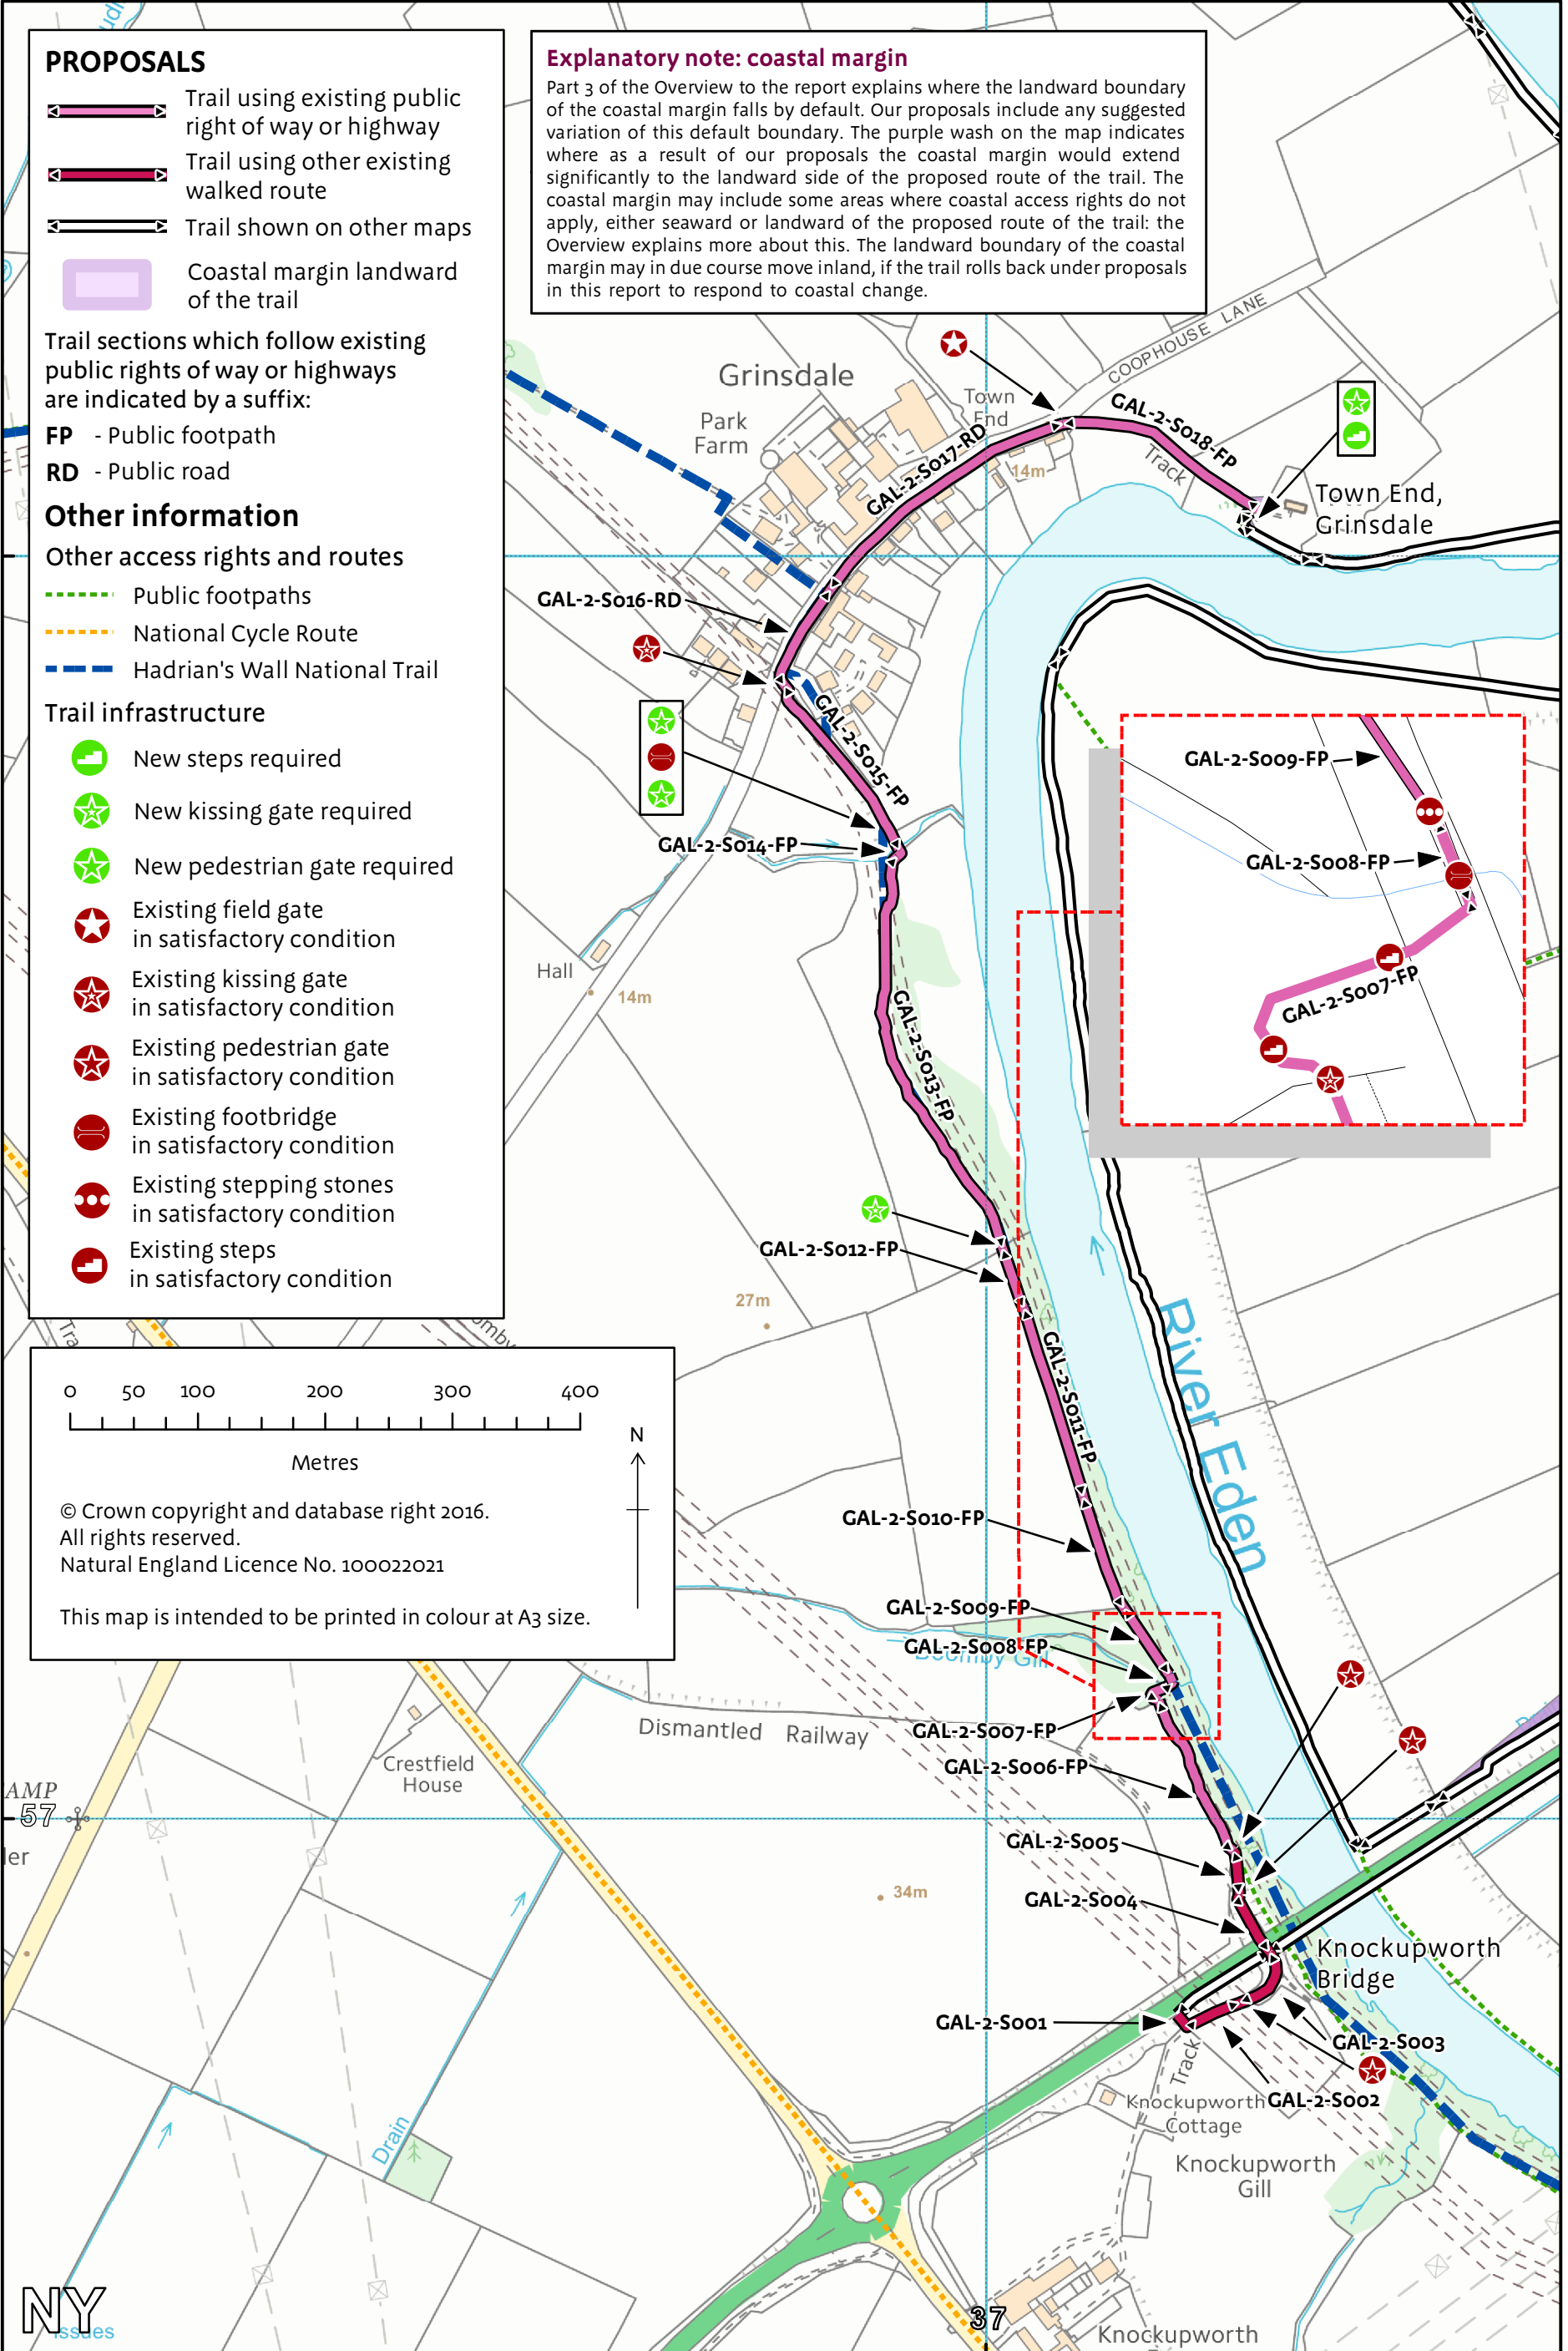 PROPOSALS
Trail using existing public
right of way or highway
Trail using other existing
walked route
Trail shown on other maps
Coastal margin landward
of the trail
Trail sections which follow existing
public rights of way or highways
are indicated by a suffix:
FP - Public footpath
RD - Public road
Other information
Other access rights and routes
Public footpaths
National Cycle Route
Hadrian's Wall National Trail
Trail infrastructure
New steps required
New kissing gate required
New pedestrian gate required
Existing field gate
in satisfactory condition
Existing kissing gate
in satisfactory condition
Existing pedestrian gate
in satisfactory condition
Existing footbridge
in satisfactory condition
Existing stepping stones
in satisfactory condition
Existing steps
in satisfactory condition
Explanatory note: coastal margin
Part 3 of the Overview to the report explains where the landward boundary
of the coastal margin falls by default. Our proposals include any suggested
variation of this default boundary. The purple wash on the map indicates
where as a result of our proposals the coastal margin would extend
significantly to the landward side of the proposed route of the trail. The
coastal margin may include some areas where coastal access rights do not
apply, either seaward or landward of the proposed route of the trail: the
Overview explains more about this. The landward boundary of the coastal
margin may in due course move inland, if the trail rolls back under proposals
in this report to respond to coastal change.
COOPHOUSE LANE
Grinsdale
Town
End
Park
Farm
GAL-2-S018-FP
GAL-2-S017-RD
Track
14m
Town End,
Grinsdale
GAL-2-S016-RD
GAL-2-S015-FP
GAL-2-S014-FP
GAL-2-S009-FP
GAL-2-S008-FP
GAL-2-S007-FP
Hall
14m
GAL-2-S013-FP
GAL-2-S012-FP
27m
River Eden
GAL-2-S011-FP
GAL-2-S010-FP
GAL-2-S009-FP
GAL-2-S008-FP
Boomby Gill
GAL-2-S007-FP
Dismantled Railway
GAL-2-S006-FP
Crestfield
House
AMP
57
ler
GAL-2-S005
34m
GAL-2-S004
Knockupworth
Bridge
GAL-2-S001
GAL-2-S003
Track
GAL-2-S002
Knockupworth
Cottage
Knockupworth
Gill
Drain
0 50 100 200 300 400
Metres
N
© Crown copyright and database right 2016.
All rights reserved.
Natural England Licence No. 100022021
This map is intended to be printed in colour at A3 size.
Tra
omby
NY
Issues
37
Knockupworth